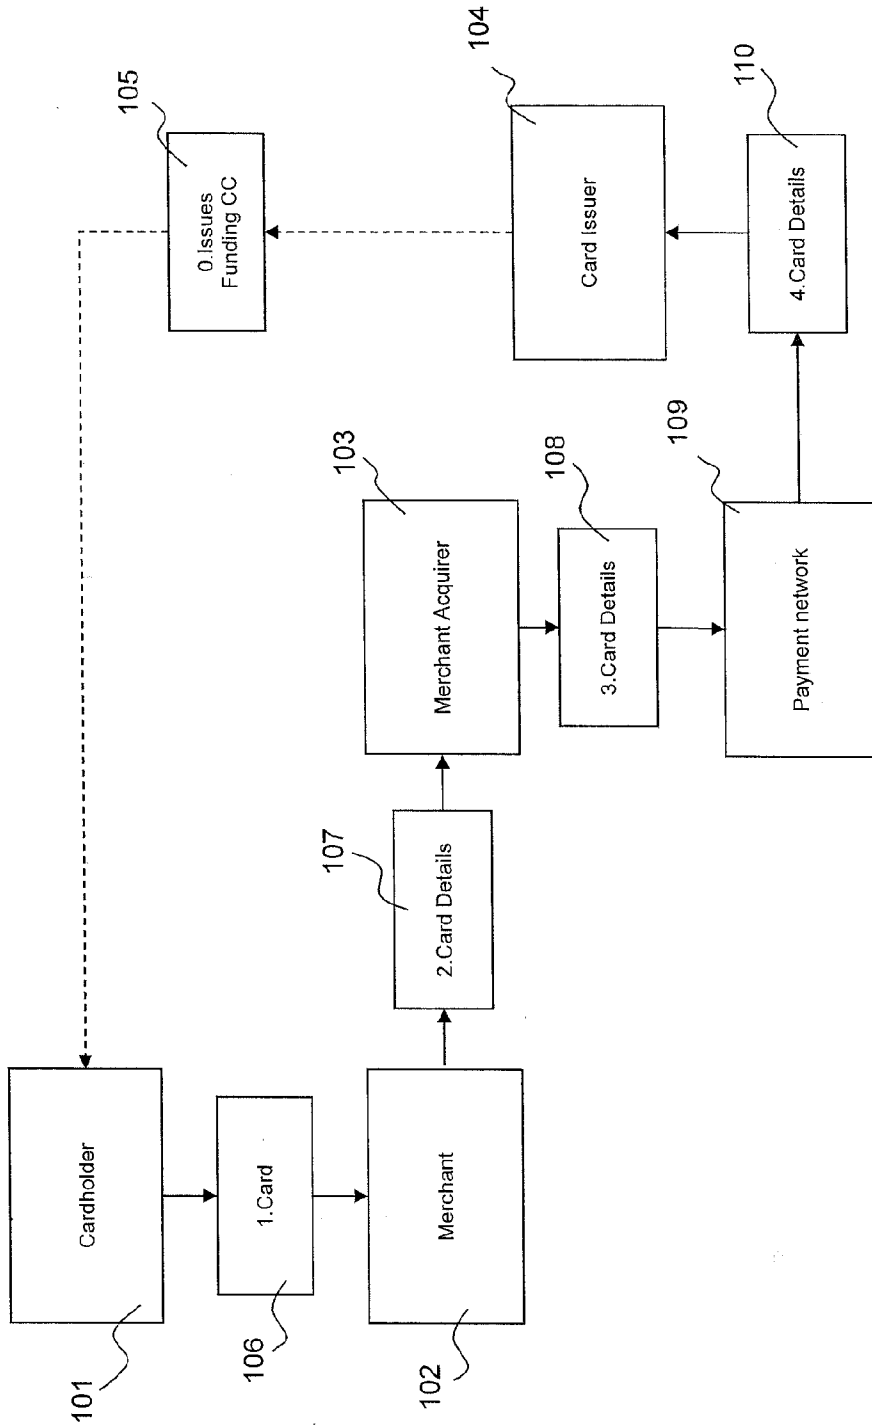 101
Cardholder
106
1.Card
102
Merchant
107
2.Card Details
103
Merchant Acquirer
108
3.Card Details
109
Payment network
110
4.Card Details
104
Card Issuer
105
0.Issues
Funding CC